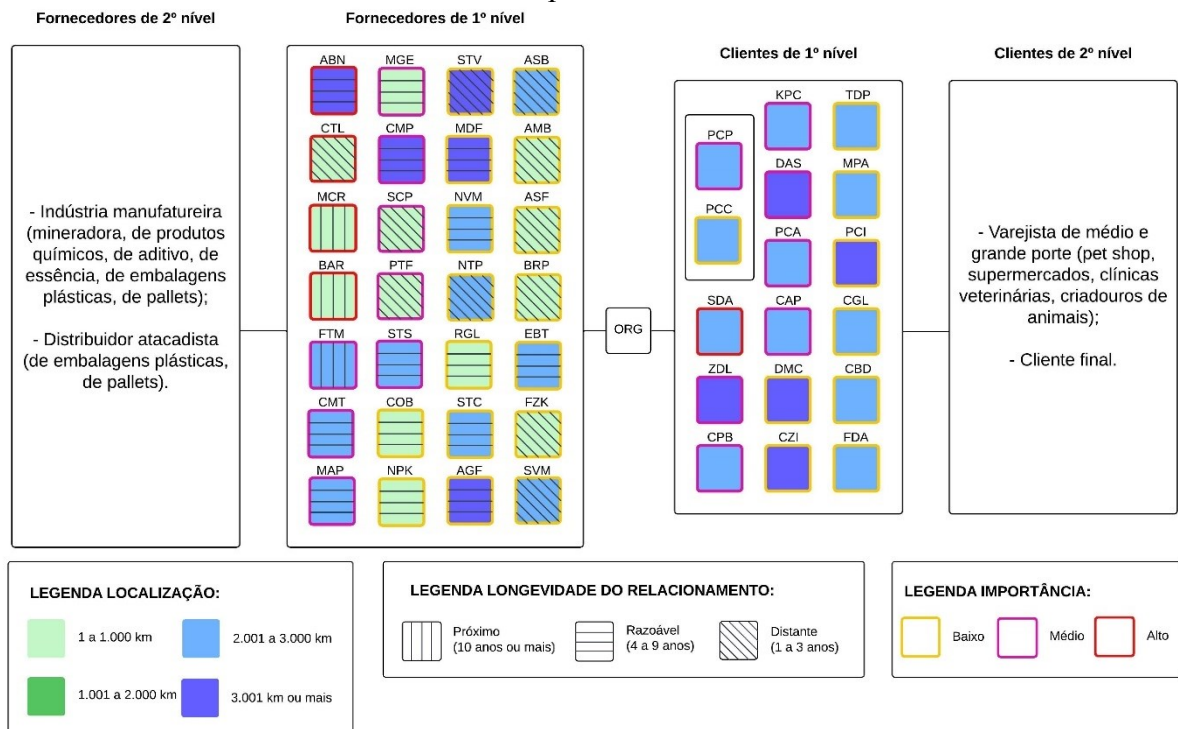 Fornecedores de 2º nível
Fornecedores de 1º nível
Clientes de 1º nível
Clientes de 2º nível
- Indústria manufatureira
(mineradora, de produtos
químicos, de aditivo, de
essência, de embalagens
plásticas, de pallets);
- Distribuidor atacadista
(de embalagens plásticas,
de pallets).
ABN MGE STV ASB
CTL CMP MDF AMB
MCR SCP NVM ASF
BAR PTF NTP BRP
FTM STS RGL EBT
CMT COB STC FZK
MAP NPK AGF SVM
ORG
KPC TDP
PCP
DAS MPA
PCC
PCA PCI
SDA CAP CGL
ZDL DMC CBD
CPB CZI FDA
- Varejista de médio e
grande porte (pet shop,
supermercados, clínicas
veterinárias, criadouros de
animais);
- Cliente final.
LEGENDA LOCALIZAÇÃO:
1 a 1.000 km
2.001 a 3.000 km
1.001 a 2.000 km
3.001 km ou mais
LEGENDA LONGEVIDADE DO RELACIONAMENTO:
Próximo
(10 anos ou mais)
Razoável
(4 a 9 anos)
Distante
(1 a 3 anos)
LEGENDA IMPORTÂNCIA:
Baixo
Médio
Alto